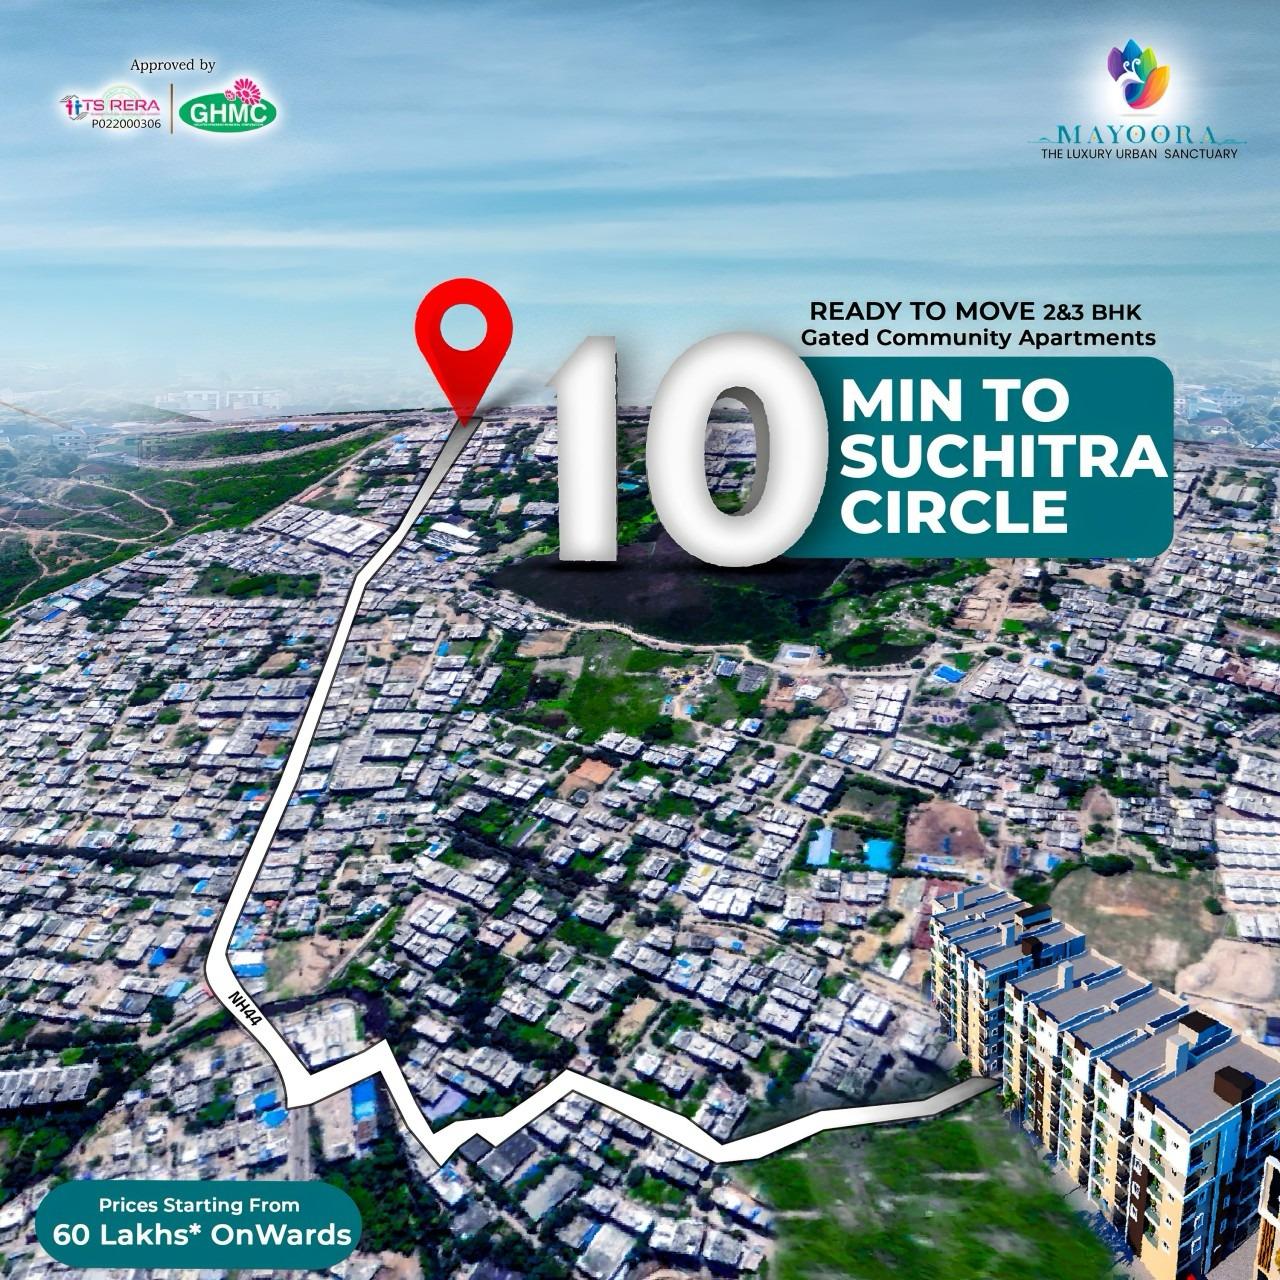 Approved by
TS RERA
P022000306
GHMC
MAYOORA
THE LUXURY URBAN SANCTUARY
READY TO MOVE 2&3 BHK
Gated Community Apartments
10
MIN TO
SUCHITRA
CIRCLE
NH44
Prices Starting From
60 Lakhs* OnWards